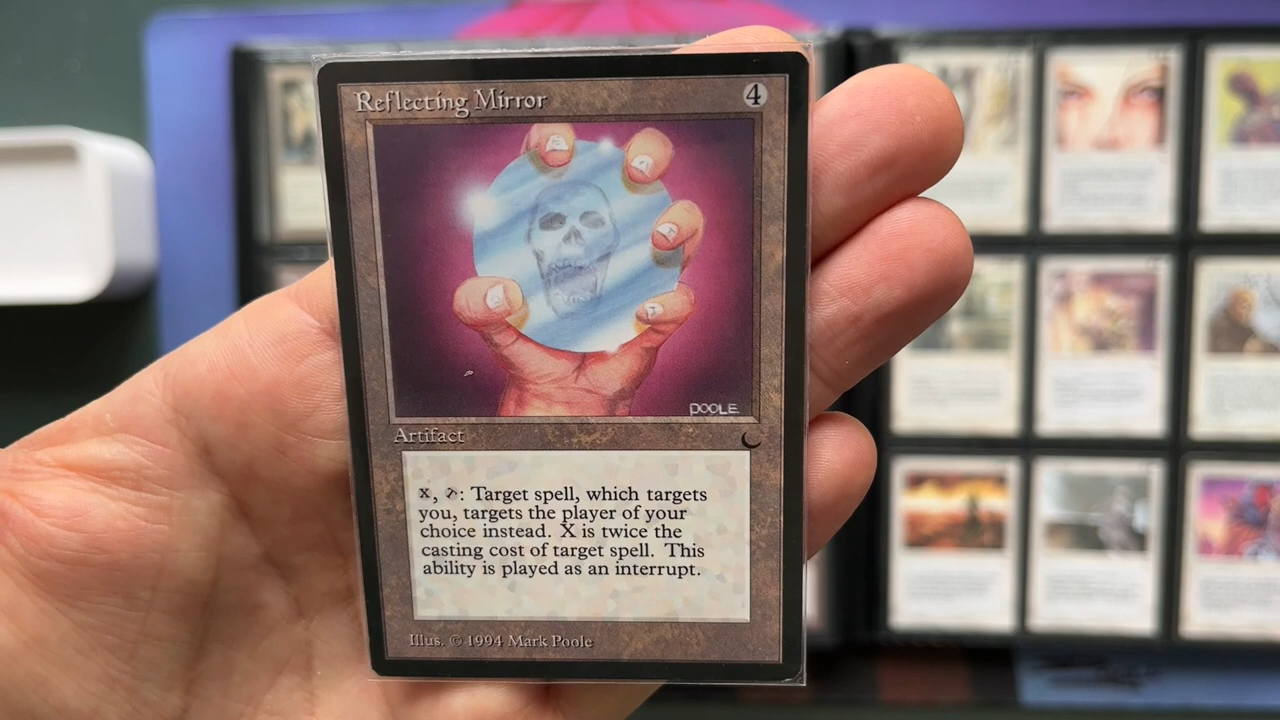 Reflecting Mirror 4
POOLE
Artifact
X, : Target spell, which targets
you, targets the player of your
choice instead. X is twice the
casting cost of target spell. This
ability is played as an interrupt.
Illus. © 1994 Mark Poole